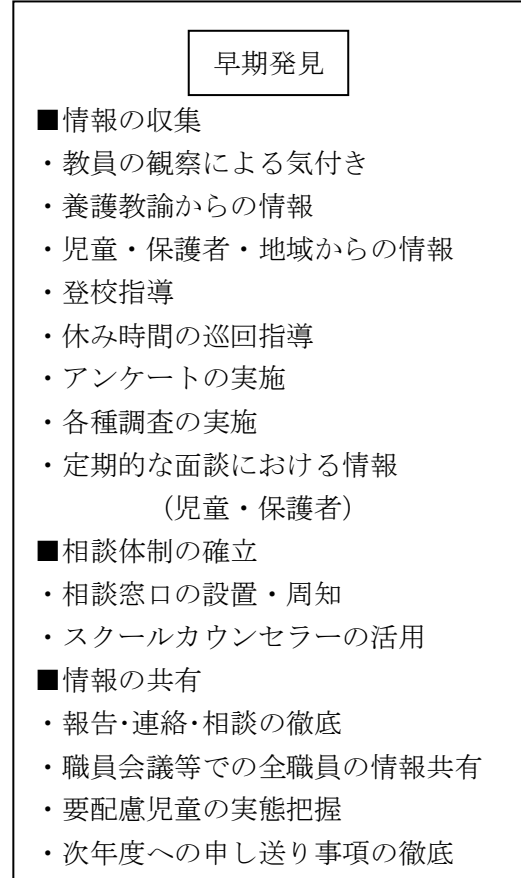 早期発見
■情報の収集
・教員の観察による気付き
・養護教諭からの情報
・児童・保護者・地域からの情報
・登校指導
・休み時間の巡回指導
・アンケートの実施
・各種調査の実施
・定期的な面談における情報
（児童・保護者）
■相談体制の確立
・相談窓口の設置・周知
・スクールカウンセラーの活用
■情報の共有
・報告･連絡･相談の徹底
・職員会議等での全職員の情報共有
・要配慮児童の実態把握
・次年度への申し送り事項の徹底